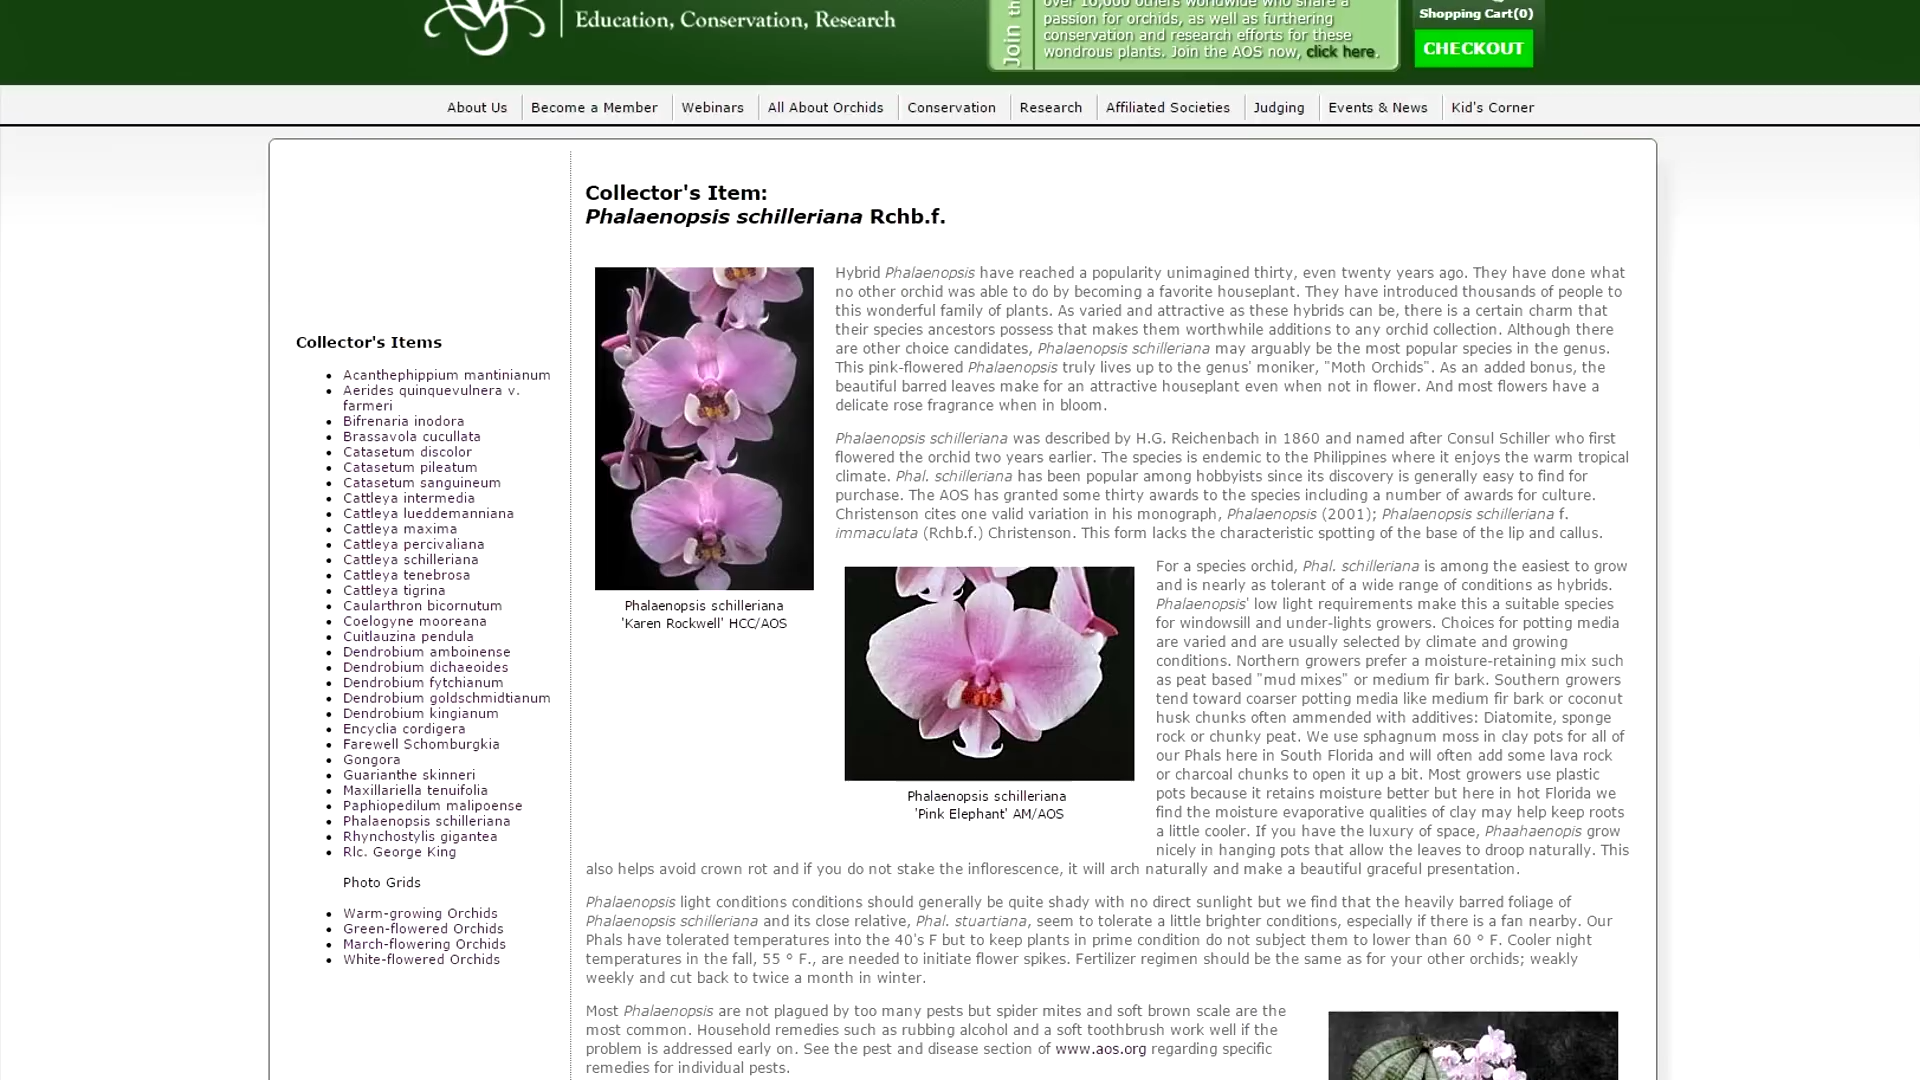 Education, Conservation, Research
Join th
over 16,000 others worldwide who share a
passion for orchids, as well as furthering
conservation and research efforts for these
wondrous plants. Join the AOS now, click here.
Shopping Cart(0)
CHECKOUT
About Us
Become a Member
Webinars
All About Orchids
Conservation
Research
Affiliated Societies
Judging
Events & News
Kid's Corner
Collector's Items
Acanthephippium mantinianum
Aerides quinquevulnera v.
farmeri
Bifrenaria inodora
Brassavola cucullata
Catasetum discolor
Catasetum pileatum
Catasetum sanguineum
Cattleya intermedia
Cattleya lueddemanniana
Cattleya maxima
Cattleya percivaliana
Cattleya schilleriana
Cattleya tenebrosa
Cattleya tigrina
Caularthron bicornutum
Coelogyne mooreana
Cuitlauzina pendula
Dendrobium amboinense
Dendrobium dichaeoides
Dendrobium fytchianum
Dendrobium goldschmidtianum
Dendrobium kingianum
Encyclia cordigera
Farewell Schomburgkia
Gongora
Guarianthe skinneri
Maxillariella tenuifolia
Paphiopedilum malipoense
Phalaenopsis schilleriana
Rhynchostylis gigantea
Rlc. George King
Photo Grids
Warm-growing Orchids
Green-flowered Orchids
March-flowering Orchids
White-flowered Orchids
Collector's Item:
Phalaenopsis schilleriana Rchb.f.
Hybrid Phalaenopsis have reached a popularity unimagined thirty, even twenty years ago. They have done what
no other orchid was able to do by becoming a favorite houseplant. They have introduced thousands of people to
this wonderful family of plants. As varied and attractive as these hybrids can be, there is a certain charm that
their species ancestors possess that makes them worthwhile additions to any orchid collection. Although there
are other choice candidates, Phalaenopsis schilleriana may arguably be the most popular species in the genus.
This pink-flowered Phalaenopsis truly lives up to the genus' moniker, "Moth Orchids". As an added bonus, the
beautiful barred leaves make for an attractive houseplant even when not in flower. And most flowers have a
delicate rose fragrance when in bloom.
Phalaenopsis schilleriana was described by H.G. Reichenbach in 1860 and named after Consul Schiller who first
flowered the orchid two years earlier. The species is endemic to the Philippines where it enjoys the warm tropical
climate. Phal. schilleriana has been popular among hobbyists since its discovery is generally easy to find for
purchase. The AOS has granted some thirty awards to the species including a number of awards for culture.
Christenson cites one valid variation in his monograph, Phalaenopsis (2001); Phalaenopsis schilleriana f.
immaculata (Rchb.f.) Christenson. This form lacks the characteristic spotting of the base of the lip and callus.
Phalaenopsis schilleriana
'Karen Rockwell' HCC/AOS
Phalaenopsis schilleriana
'Pink Elephant' AM/AOS
For a species orchid, Phal. schilleriana is among the easiest to grow
and is nearly as tolerant of a wide range of conditions as hybrids.
Phalaenopsis' low light requirements make this a suitable species
for windowsill and under-lights growers. Choices for potting media
are varied and are usually selected by climate and growing
conditions. Northern growers prefer a moisture-retaining mix such
as peat based "mud mixes" or medium fir bark. Southern growers
tend toward coarser potting media like medium fir bark or coconut
husk chunks often ammended with additives: Diatomite, sponge
rock or chunky peat. We use sphagnum moss in clay pots for all of
our Phals here in South Florida and will often add some lava rock
or charcoal chunks to open it up a bit. Most growers use plastic
pots because it retains moisture better but here in hot Florida we
find the moisture evaporative qualities of clay may help keep roots
a little cooler. If you have the luxury of space, Phaahaenopis grow
nicely in hanging pots that allow the leaves to droop naturally. This
also helps avoid crown rot and if you do not stake the inflorescence, it will arch naturally and make a beautiful graceful presentation.
Phalaenopsis light conditions conditions should generally be quite shady with no direct sunlight but we find that the heavily barred foliage of
Phalaenopsis schilleriana and its close relative, Phal. stuartiana, seem to tolerate a little brighter conditions, especially if there is a fan nearby. Our
Phals have tolerated temperatures into the 40's F but to keep plants in prime condition do not subject them to lower than 60 ° F. Cooler night
temperatures in the fall, 55 ° F., are needed to initiate flower spikes. Fertilizer regimen should be the same as for your other orchids; weakly
weekly and cut back to twice a month in winter.
Most Phalaenopsis are not plagued by too many pests but spider mites and soft brown scale are the
most common. Household remedies such as rubbing alcohol and a soft toothbrush work well if the
problem is addressed early on. See the pest and disease section of www.aos.org regarding specific
remedies for individual pests.